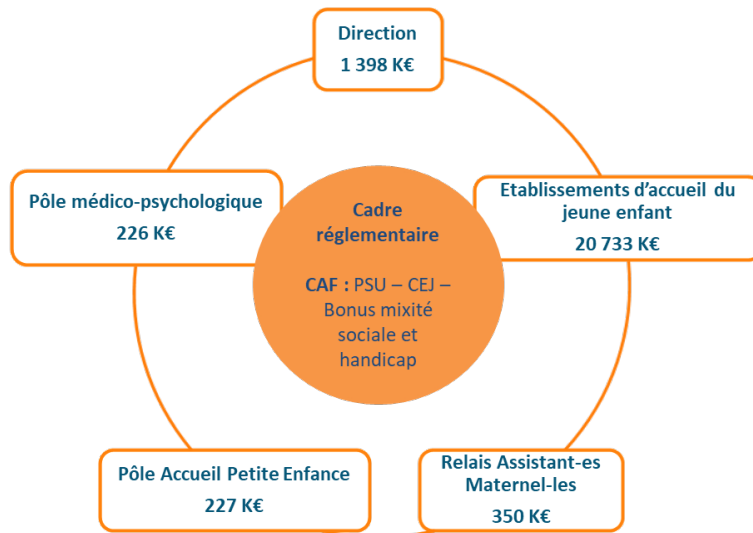 Direction
1 398 K€
Pôle médico-psychologique
226 K€
Etablissements d’accueil du
jeune enfant
20 733 K€
Cadre
réglementaire
CAF : PSU – CEJ –
Bonus mixité
sociale et
handicap
Pôle Accueil Petite Enfance
227 K€
Relais Assistant-es
Maternel-les
350 K€